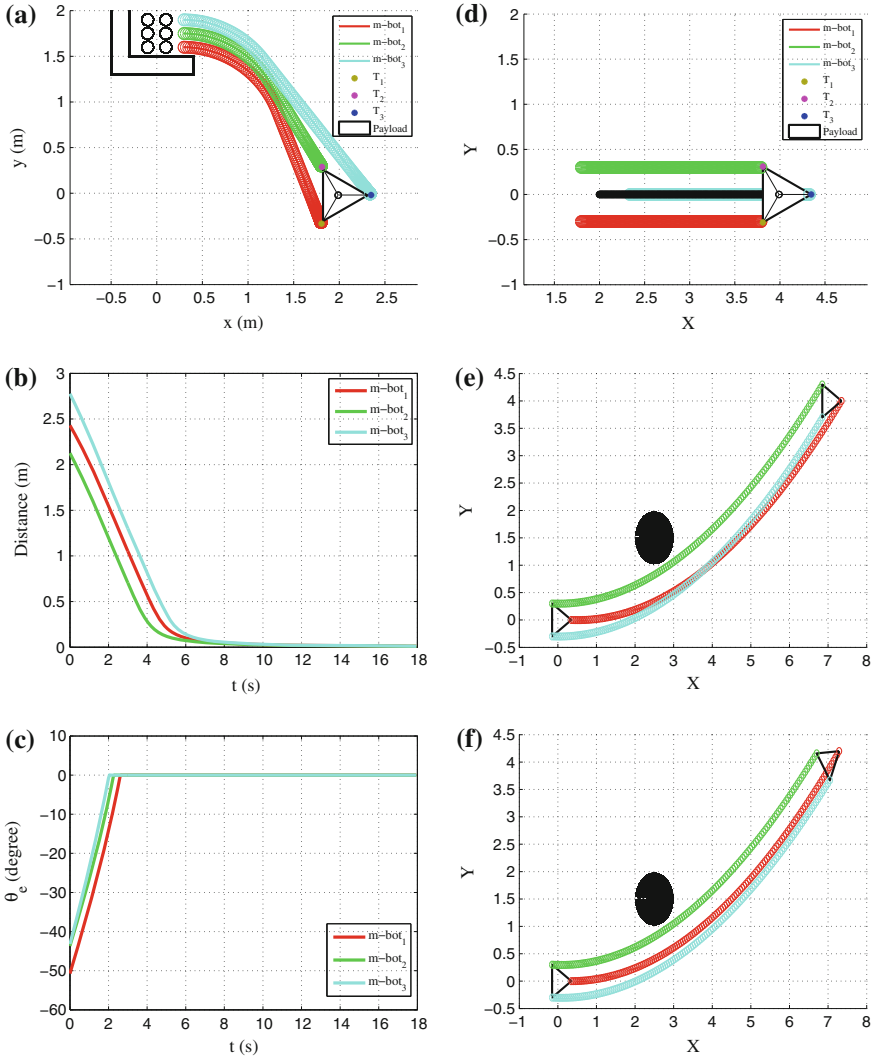 (a)
2
1.5
1
0.5
0
−0.5
−1
y (m)
−0.5 0 0.5 1 1.5 2 2.5
x (m)
m−bot1
m−bot2
m−bot3
T1
T2
T3
Payload
(d)
2
1.5
1
0.5
0
−0.5
−1
Y
1.5 2 2.5 3 3.5 4 4.5
X
m−bot1
m−bot2
m−bot3
T1
T2
T3
Payload
(b)
3
2.5
2
1.5
1
0.5
0
Distance (m)
0 2 4 6 8 10 12 14 16 18
t (s)
m−bot1
m−bot2
m−bot3
(e)
4.5
4
3.5
3
2.5
2
1.5
1
0.5
0
−0.5
Y
−1 0 1 2 3 4 5 6 7 8
X
(c)
10
0
−10
−20
−30
−40
−50
−60
θe (degree)
0 2 4 6 8 10 12 14 16 18
t (s)
m−bot1
m−bot2
m−bot3
(f)
4.5
4
3.5
3
2.5
2
1.5
1
0.5
0
−0.5
Y
−1 0 1 2 3 4 5 6 7 8
X